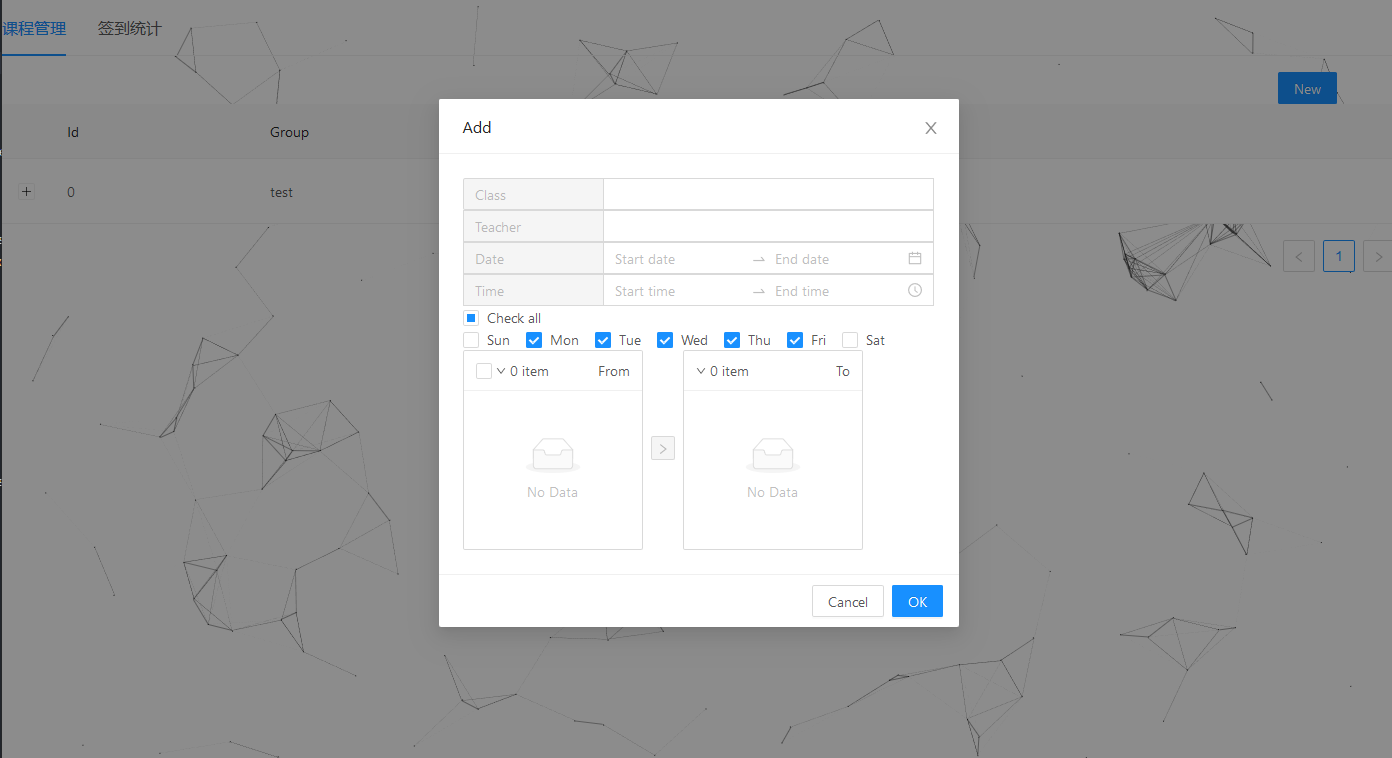 课程管理 签到统计
New
Id Group
0 test
1
Add
Class
Teacher
Date Start date End date
Time Start time End time
Check all
Sun Mon Tue Wed Thu Fri Sat
0 item From
0 item To
No Data
No Data
Cancel OK